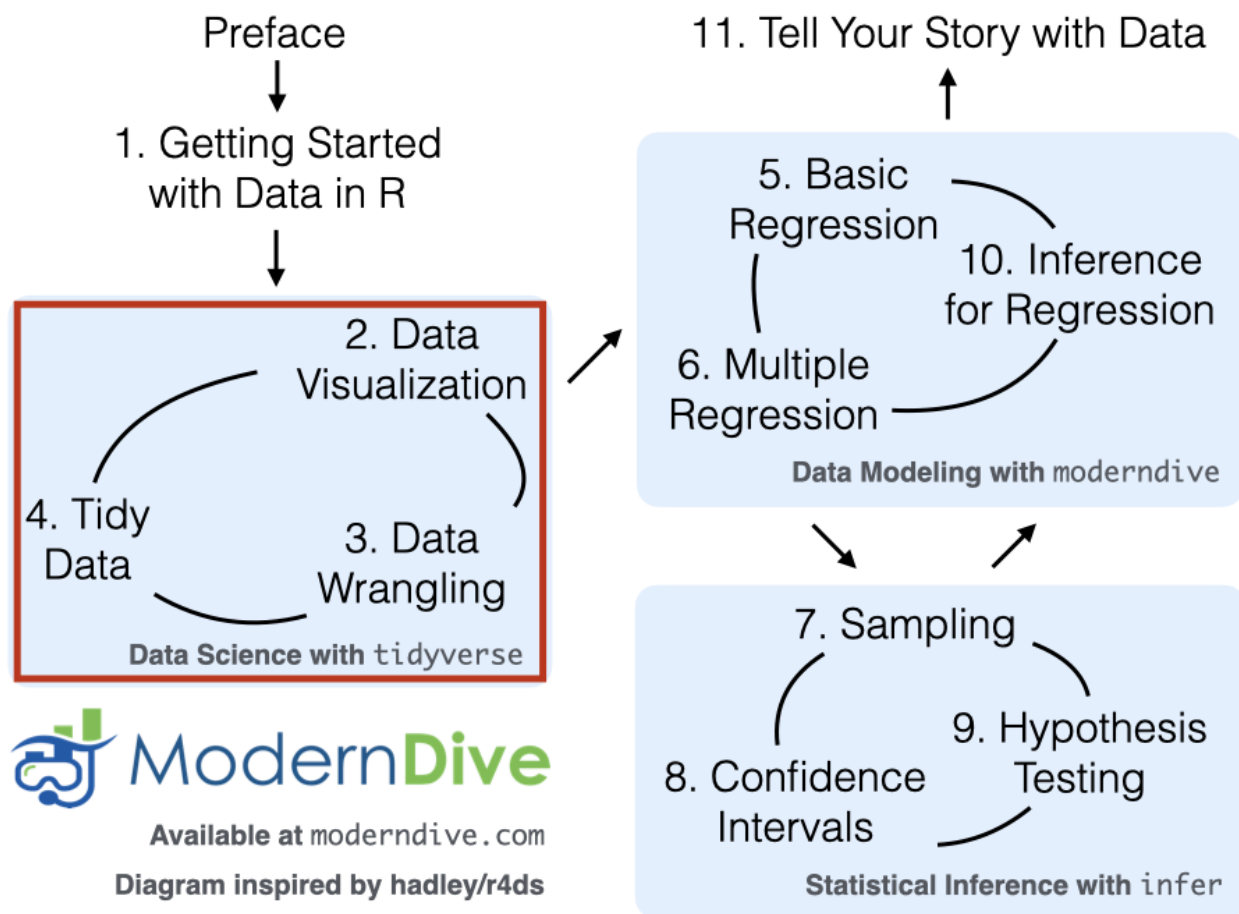 Preface
1. Getting Started
with Data in R
2. Data
Visualization
4. Tidy
Data
3. Data
Wrangling
Data Science with tidyverse
ModernDive
Available at moderndive.com
Diagram inspired by hadley/r4ds
11. Tell Your Story with Data
5. Basic
Regression
10. Inference
for Regression
6. Multiple
Regression
Data Modeling with moderndive
7. Sampling
9. Hypothesis
Testing
8. Confidence
Intervals
Statistical Inference with infer